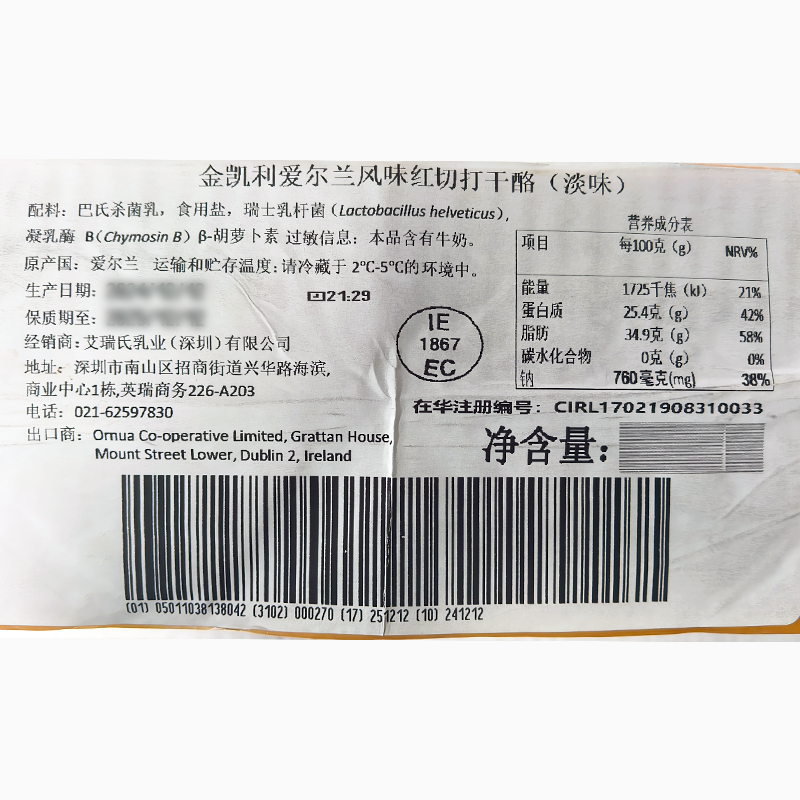 金凯利爱尔兰风味红切打干酪（淡味）
配料：巴氏杀菌乳，食用盐，瑞士乳杆菌（Lactobacillus helveticus），
凝乳酶 B（Chymosin B）β-胡萝卜素 过敏信息：本品含有牛奶。
原产国：爱尔兰 运输和贮存温度：请冷藏于 2℃-5℃的环境中。
生产日期：
21:29
保质期至：
经销商：艾瑞氏乳业（深圳）有限公司
地址：深圳市南山区招商街道兴华路海滨，
商业中心1栋,英瑞商务226-A203
电话：021-62597830
出口商：Ornua Co-operative Limited, Grattan House,
Mount Street Lower, Dublin 2, Ireland
IE
1867
EC
营养成分表
项目 每100克（g） NRV%
能量 1725千焦（kJ） 21%
蛋白质 25.4克（g） 42%
脂肪 34.9克（g） 58%
碳水化合物 0克（g） 0%
钠 760毫克(mg) 38%
在华注册编号：CIRL17021908310033
净含量：
(01) 05011038138042 (3102) 000270 (17) 251212 (10) 241212